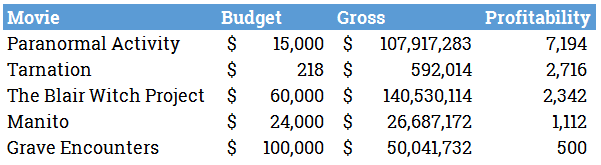 Movie Budget Gross Profitability
Paranormal Activity $ 15,000 $ 107,917,283 7,194
Tarnation $ 218 $ 592,014 2,716
The Blair Witch Project $ 60,000 $ 140,530,114 2,342
Manito $ 24,000 $ 26,687,172 1,112
Grave Encounters $ 100,000 $ 50,041,732 500